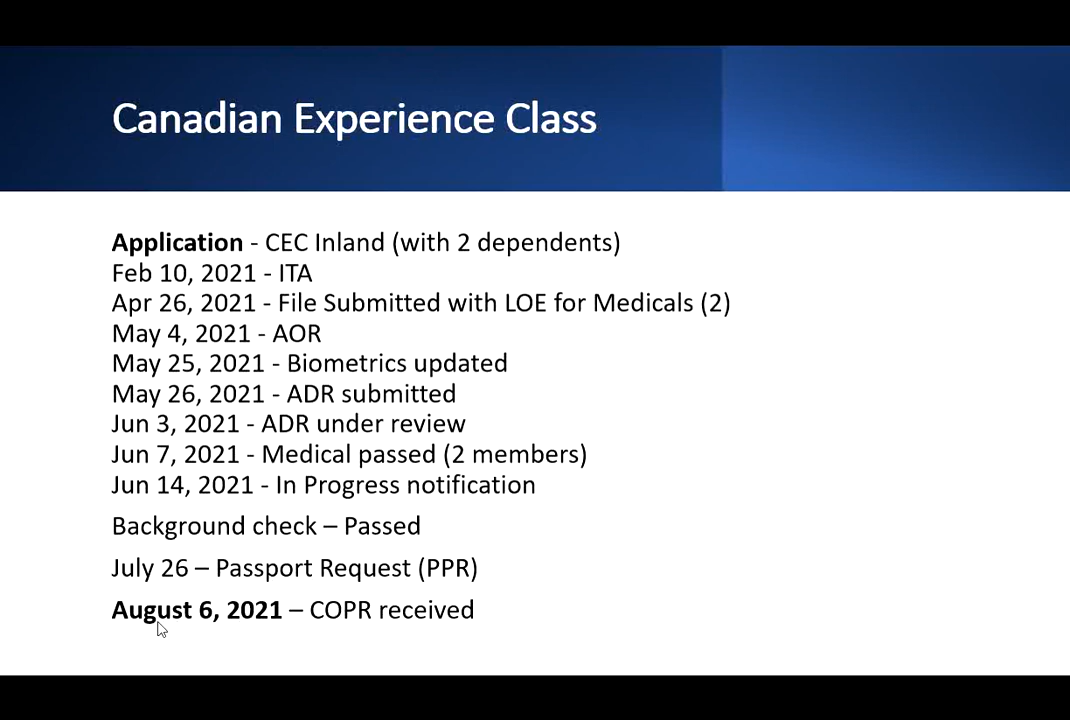 Canadian Experience Class
Application - CEC Inland (with 2 dependents)
Feb 10, 2021 - ITA
Apr 26, 2021 - File Submitted with LOE for Medicals (2)
May 4, 2021 - AOR
May 25, 2021 - Biometrics updated
May 26, 2021 - ADR submitted
Jun 3, 2021 - ADR under review
Jun 7, 2021 - Medical passed (2 members)
Jun 14, 2021 - In Progress notification
Background check – Passed
July 26 – Passport Request (PPR)
August 6, 2021 – COPR received